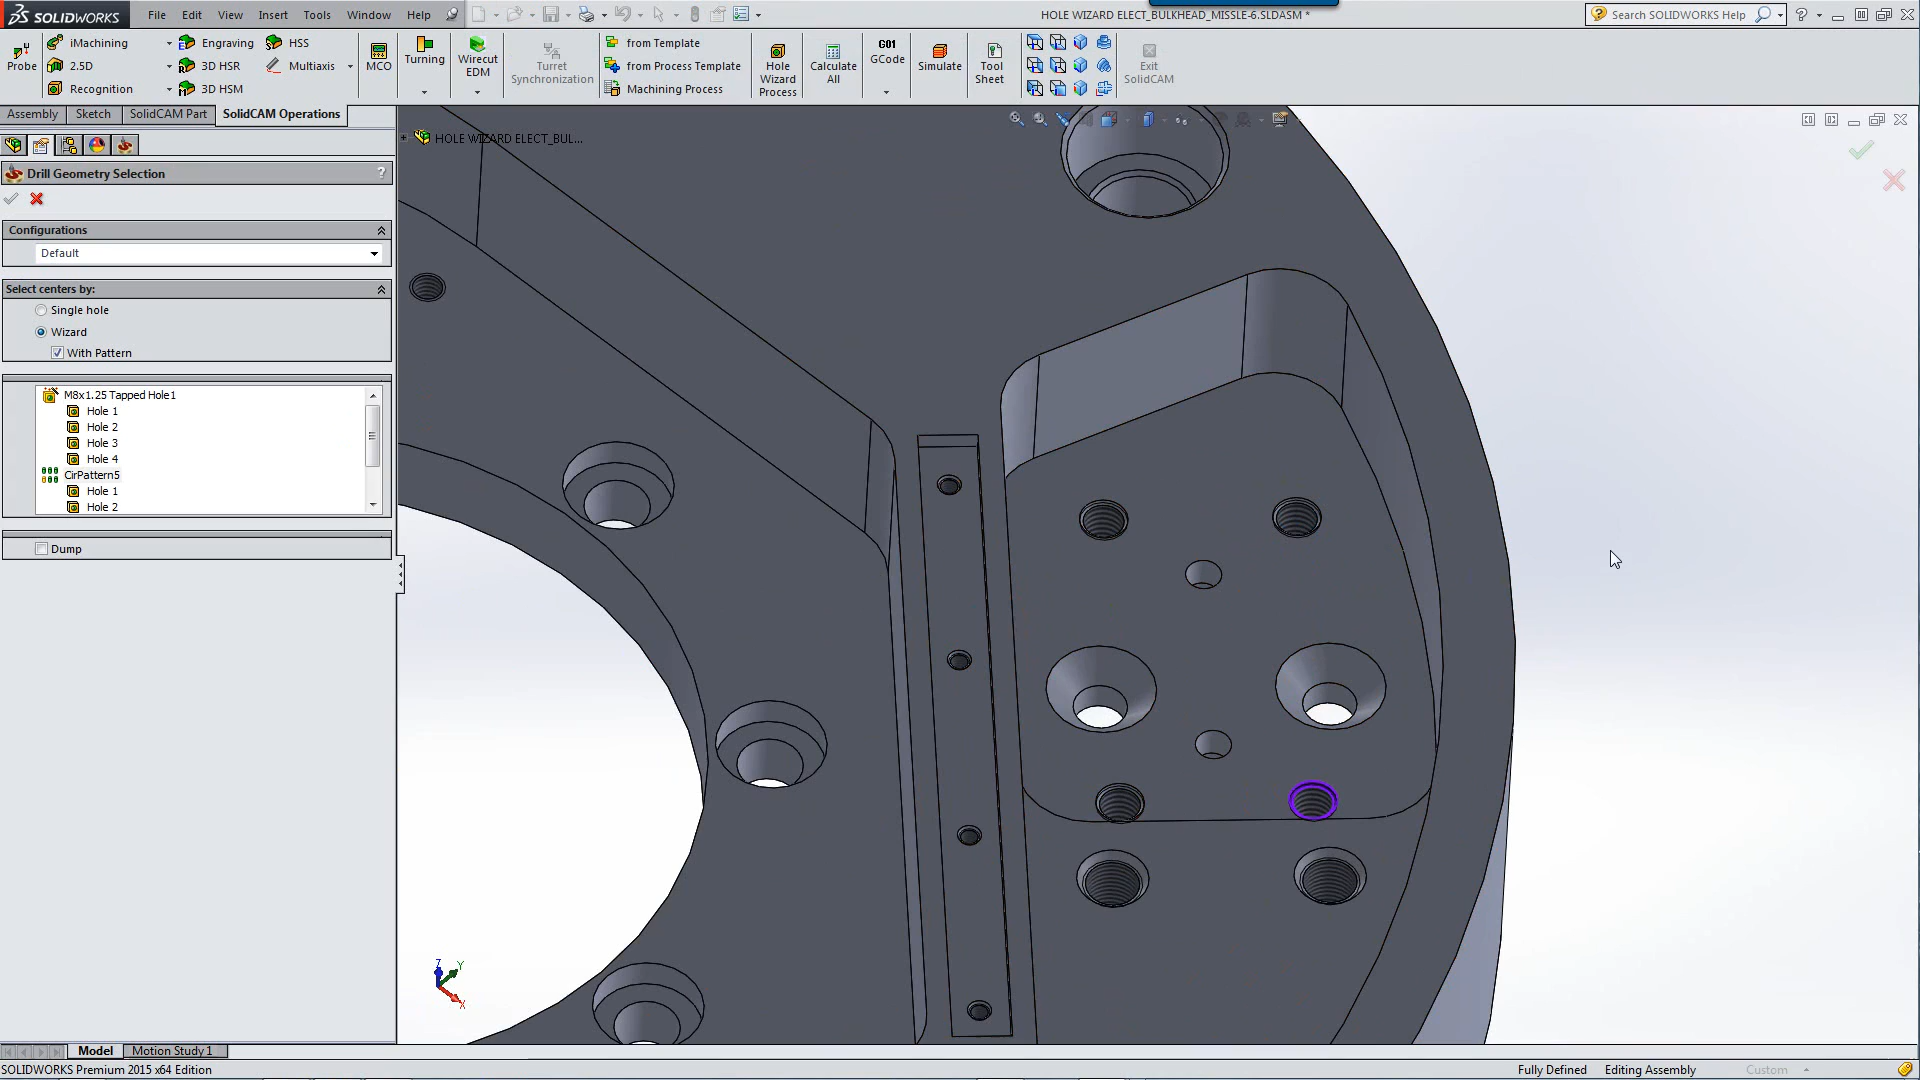 SOLIDWORKS File Edit View Insert Tools Window Help
HOLE WIZARD ELECT_BULKHEAD_MISSLE-6.SLDASM *
Search SOLIDWORKS Help
Probe
iMachining
2.5D
Recognition
Engraving
3D HSR
3D HSM
HSS
Multiaxis
MCO
Turning
Wirecut
EDM
Turret
Synchronization
from Template
from Process Template
Machining Process
Hole
Wizard
Process
Calculate
All
G01
GCode
Simulate
Tool
Sheet
Exit
SolidCAM
Assembly Sketch SolidCAM Part SolidCAM Operations
HOLE WIZARD ELECT_BUL...
Drill Geometry Selection ?
Configurations
Default
Select centers by:
Single hole
Wizard
With Pattern
M8x1.25 Tapped Hole1
Hole 1
Hole 2
Hole 3
Hole 4
CirPattern5
Hole 1
Hole 2
Dump
Z
Y
X
Model Motion Study 1
SOLIDWORKS Premium 2015 x64 Edition
Fully Defined Editing Assembly Custom